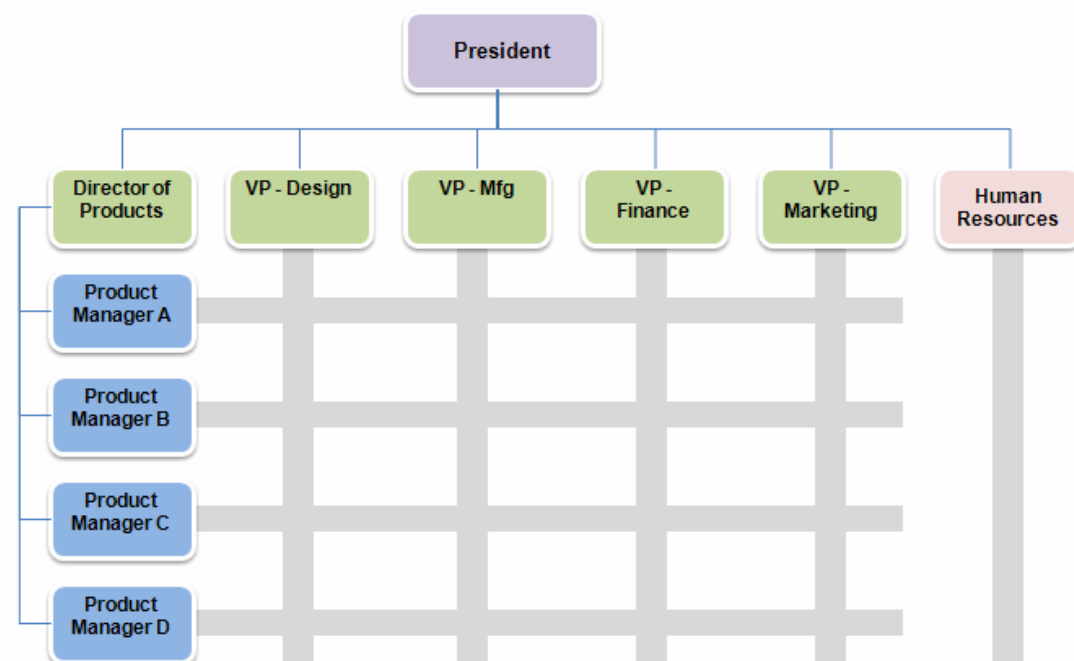 President
Director of
Products
VP - Design
VP - Mfg
VP -
Finance
VP -
Marketing
Human
Resources
Product
Manager A
Product
Manager B
Product
Manager C
Product
Manager D